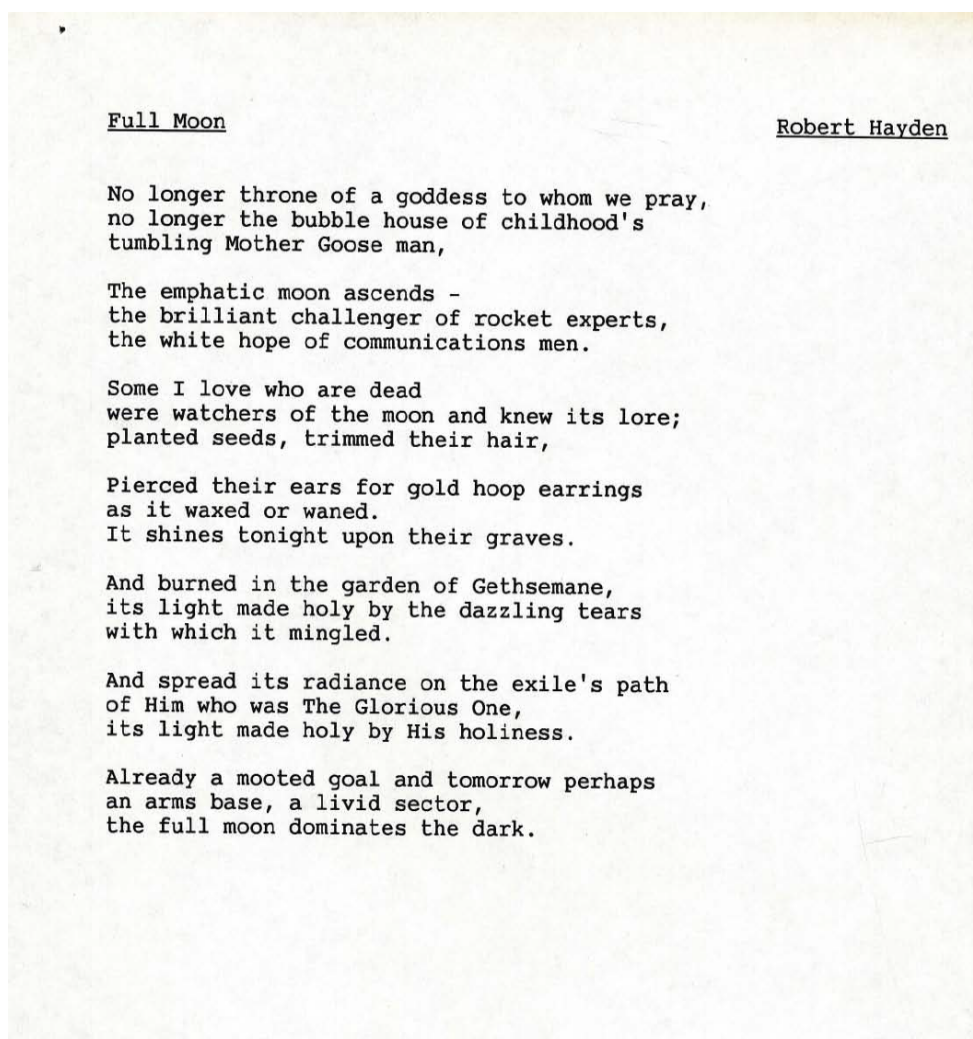 Full Moon
Robert Hayden
No longer throne of a goddess to whom we pray,
no longer the bubble house of childhood's
tumbling Mother Goose man,
The emphatic moon ascends -
the brilliant challenger of rocket experts,
the white hope of communications men.
Some I love who are dead
were watchers of the moon and knew its lore;
planted seeds, trimmed their hair,
Pierced their ears for gold hoop earrings
as it waxed or waned.
It shines tonight upon their graves.
And burned in the garden of Gethsemane,
its light made holy by the dazzling tears
with which it mingled.
And spread its radiance on the exile's path
of Him who was The Glorious One,
its light made holy by His holiness.
Already a mooted goal and tomorrow perhaps
an arms base, a livid sector,
the full moon dominates the dark.